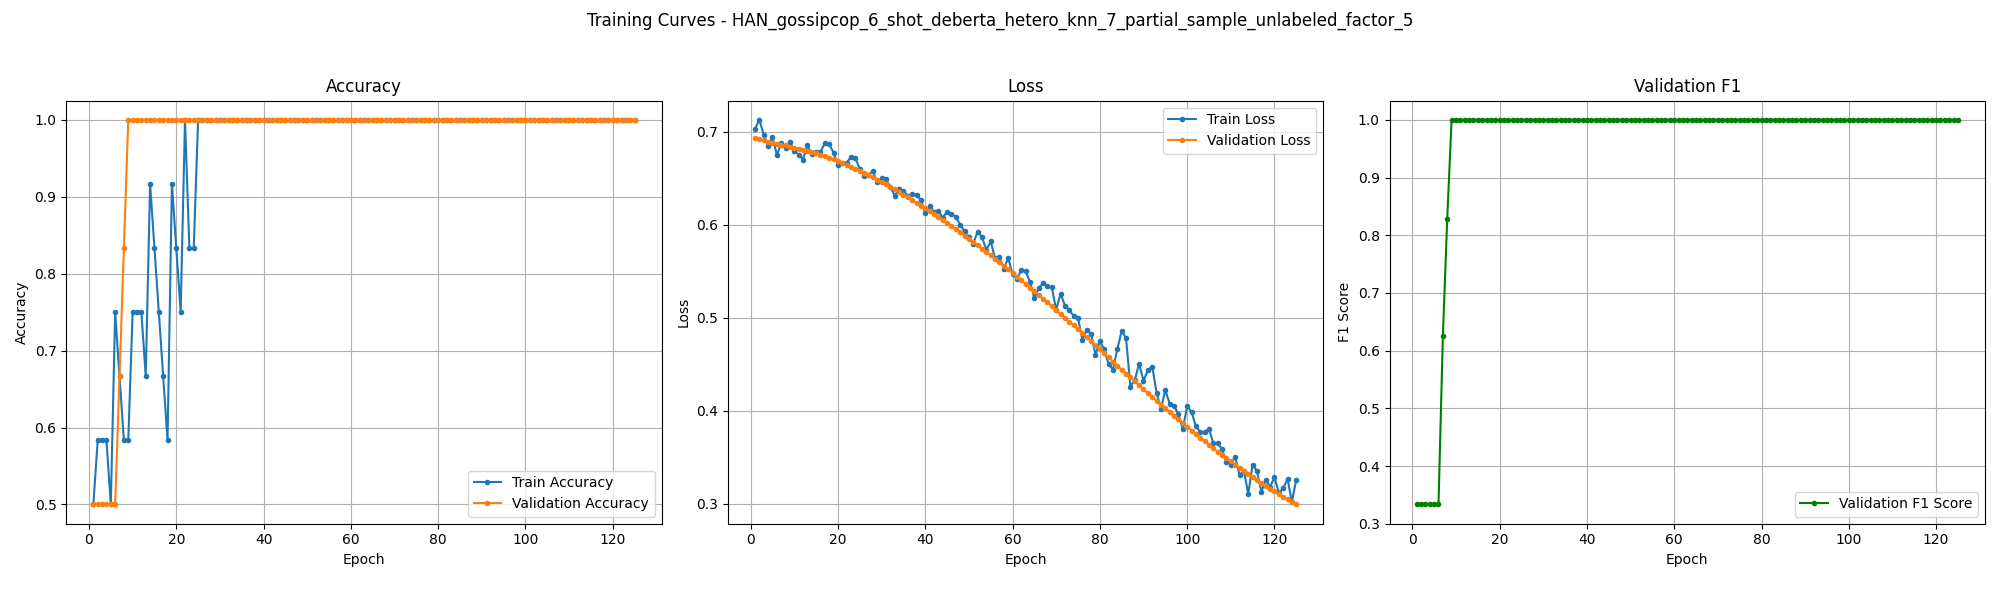 Training Curves - HAN_gossipcop_6_shot_deberta_hetero_knn_7_partial_sample_unlabeled_factor_5
Accuracy
1.0
0.9
0.8
0.7
0.6
0.5
Accuracy
0 20 40 60 80 100 120
Epoch
Train Accuracy
Validation Accuracy
Loss
0.7
0.6
0.5
0.4
0.3
Loss
0 20 40 60 80 100 120
Epoch
Train Loss
Validation Loss
Validation F1
1.0
0.9
0.8
0.7
0.6
0.5
0.4
0.3
F1 Score
0 20 40 60 80 100 120
Epoch
Validation F1 Score